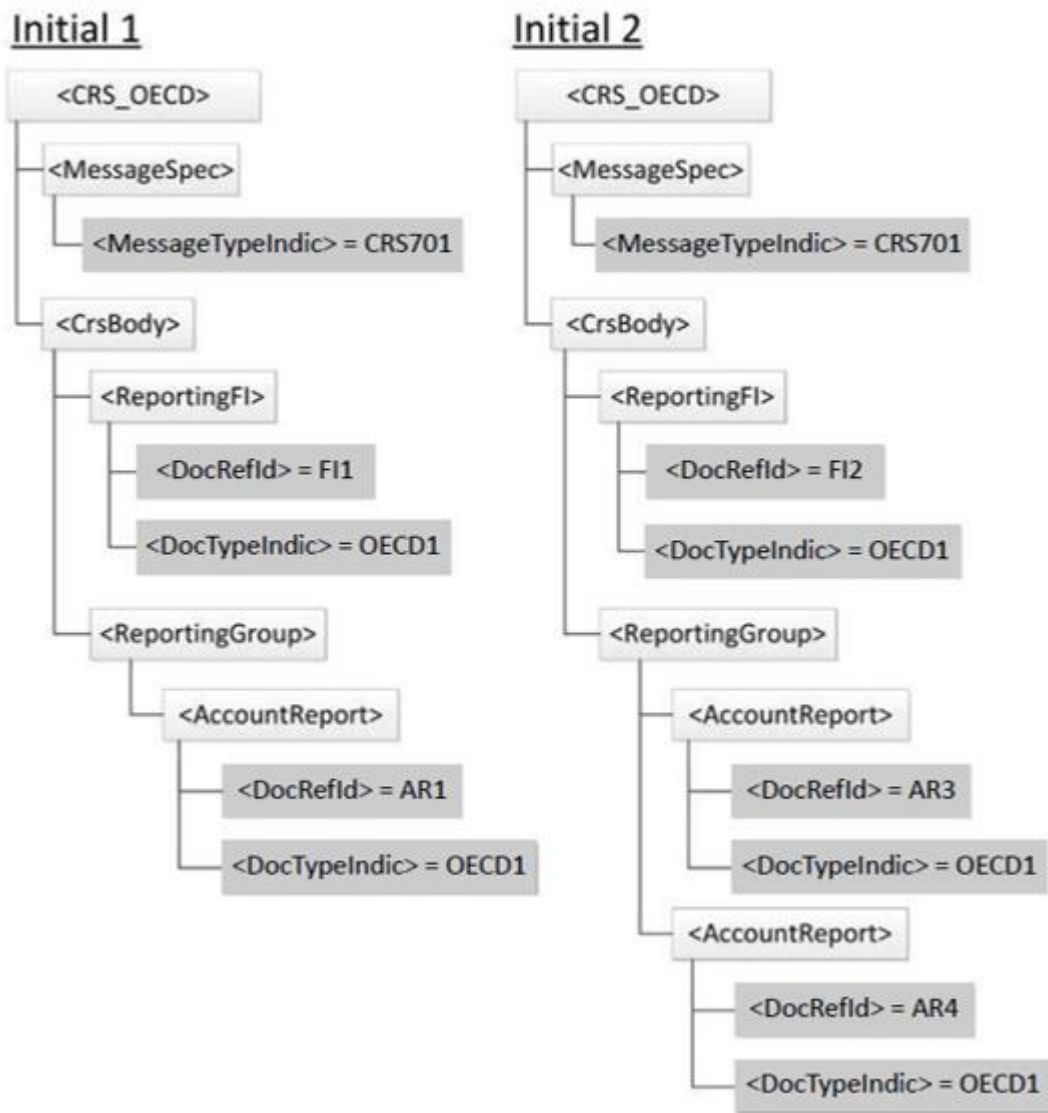 Initial 1
<CRS_OECD>
<MessageSpec>
<MessageTypeIndic> = CRS701
<CrsBody>
<ReportingFI>
<DocRefId> = FI1
<DocTypeIndic> = OECD1
<ReportingGroup>
<AccountReport>
<DocRefId> = AR1
<DocTypeIndic> = OECD1
Initial 2
<CRS_OECD>
<MessageSpec>
<MessageTypeIndic> = CRS701
<CrsBody>
<ReportingFI>
<DocRefId> = FI2
<DocTypeIndic> = OECD1
<ReportingGroup>
<AccountReport>
<DocRefId> = AR3
<DocTypeIndic> = OECD1
<AccountReport>
<DocRefId> = AR4
<DocTypeIndic> = OECD1